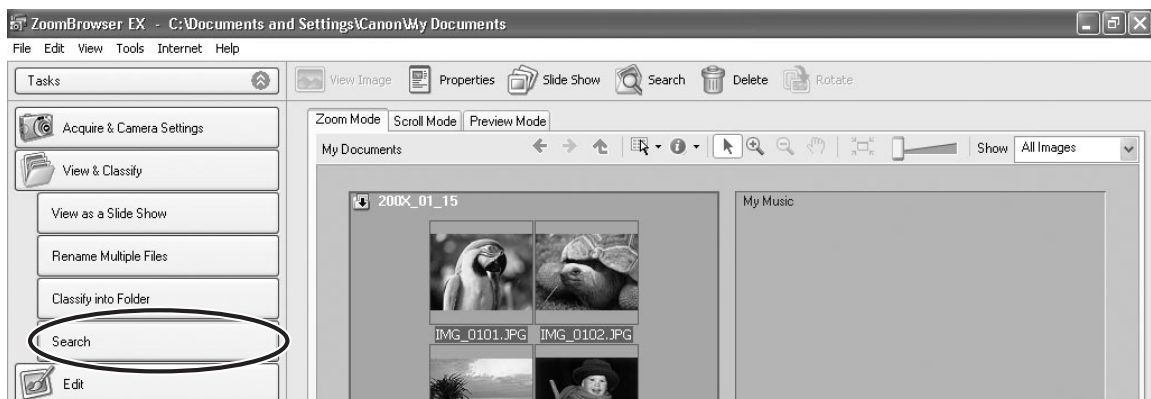 ZoomBrowser EX - C:\Documents and Settings\Canon\My Documents
File Edit View Tools Internet Help
Tasks
View Image Properties Slide Show Search Delete Rotate
Acquire & Camera Settings
Zoom Mode Scroll Mode Preview Mode
My Documents
Show All Images
View & Classify
View as a Slide Show
200X_01_15
My Music
Rename Multiple Files
Classify into Folder
Search
IMG_0101.JPG IMG_0102.JPG
Edit